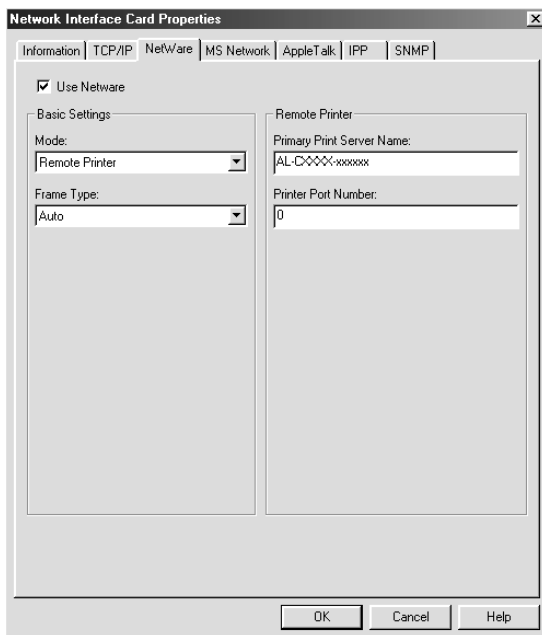 Network Interface Card Properties
Information TCP/IP NetWare MS Network AppleTalk IPP SNMP
Use Netware
Basic Settings
Mode:
Remote Printer
Frame Type:
Auto
Remote Printer
Primary Print Server Name:
AL-CXXXX-xxxxxx
Printer Port Number:
0
OK Cancel Help